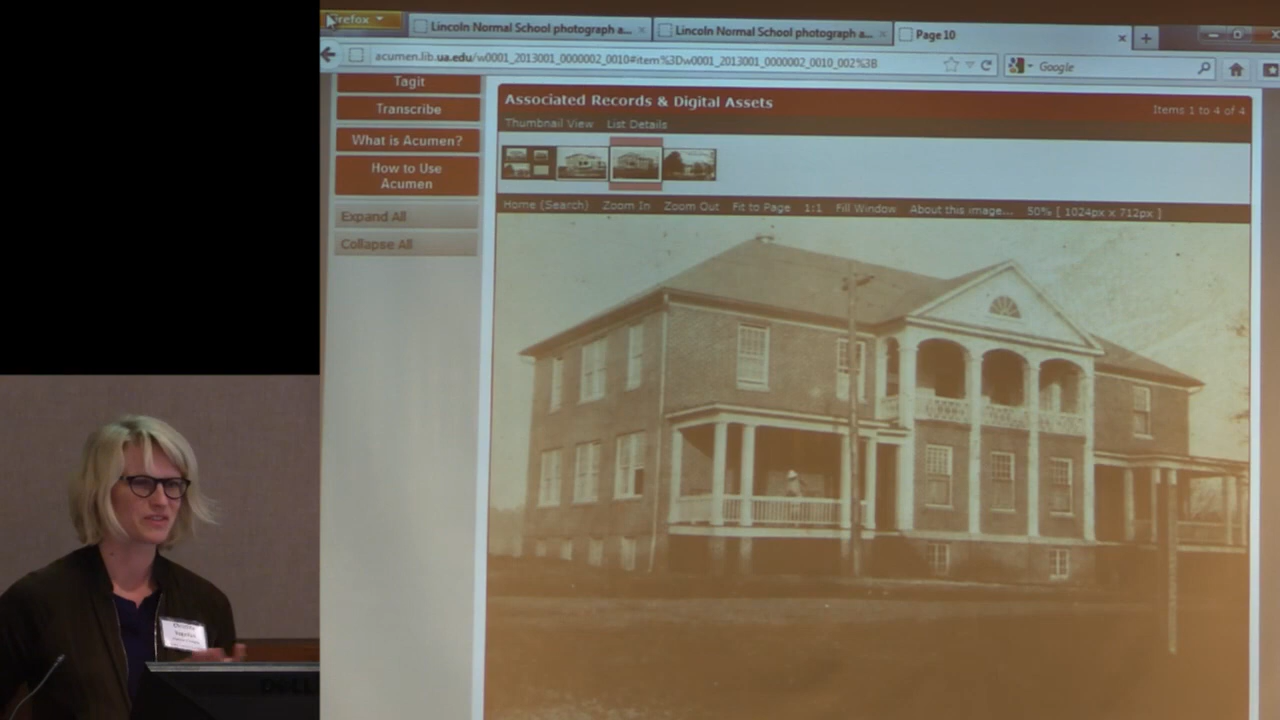 Firefox
Lincoln Normal School photograph a...
Lincoln Normal School photograph a...
Page 10
acumen.lib.ua.edu/w0001_2013001_0000002_0010#item%3Dw0001_2013001_0000002_0010_002%3B
Google
Tagit
Transcribe
What is Acumen?
How to Use
Acumen
Expand All
Collapse All
Associated Records & Digital Assets
Items 1 to 4 of 4
Thumbnail View List Details
Home (Search) Zoom In Zoom Out Fit to Page 1:1 Fill Window About this image... 50% [ 1024px x 712px ]
DELL